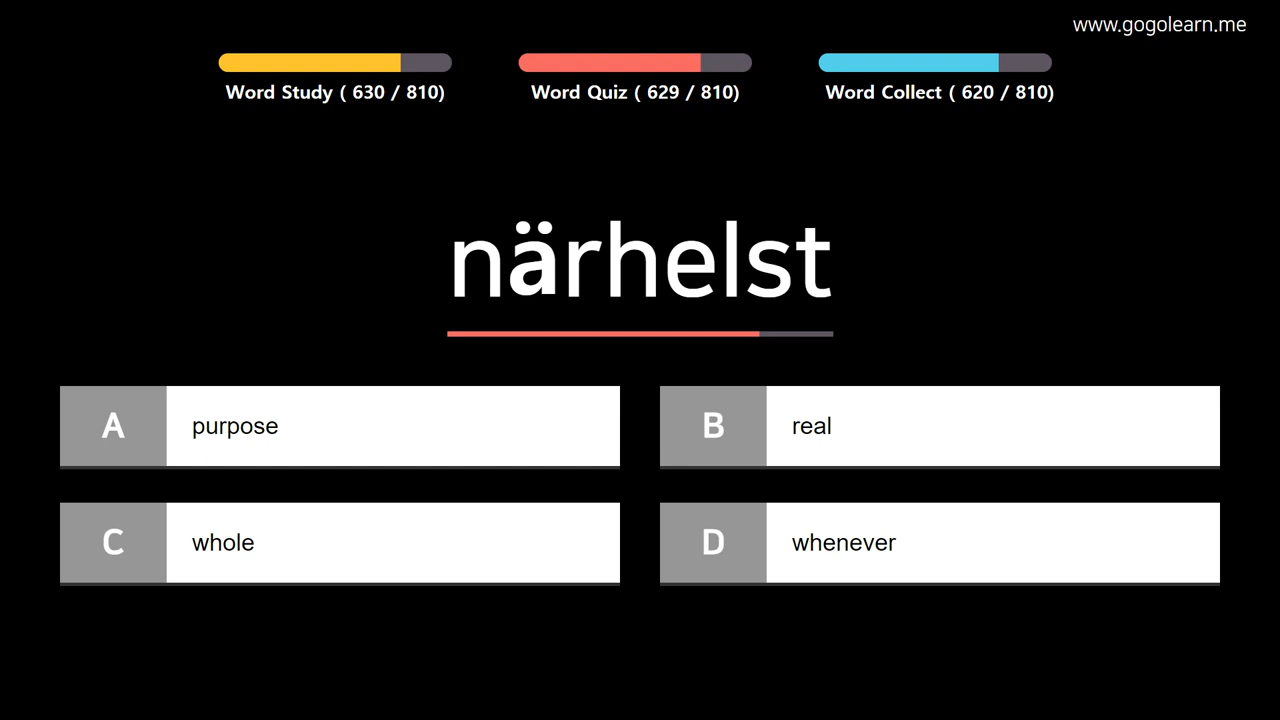 www.gogolearn.me
Word Study ( 630 / 810)
Word Quiz ( 629 / 810)
Word Collect ( 620 / 810)
närhelst
A purpose
B real
C whole
D whenever